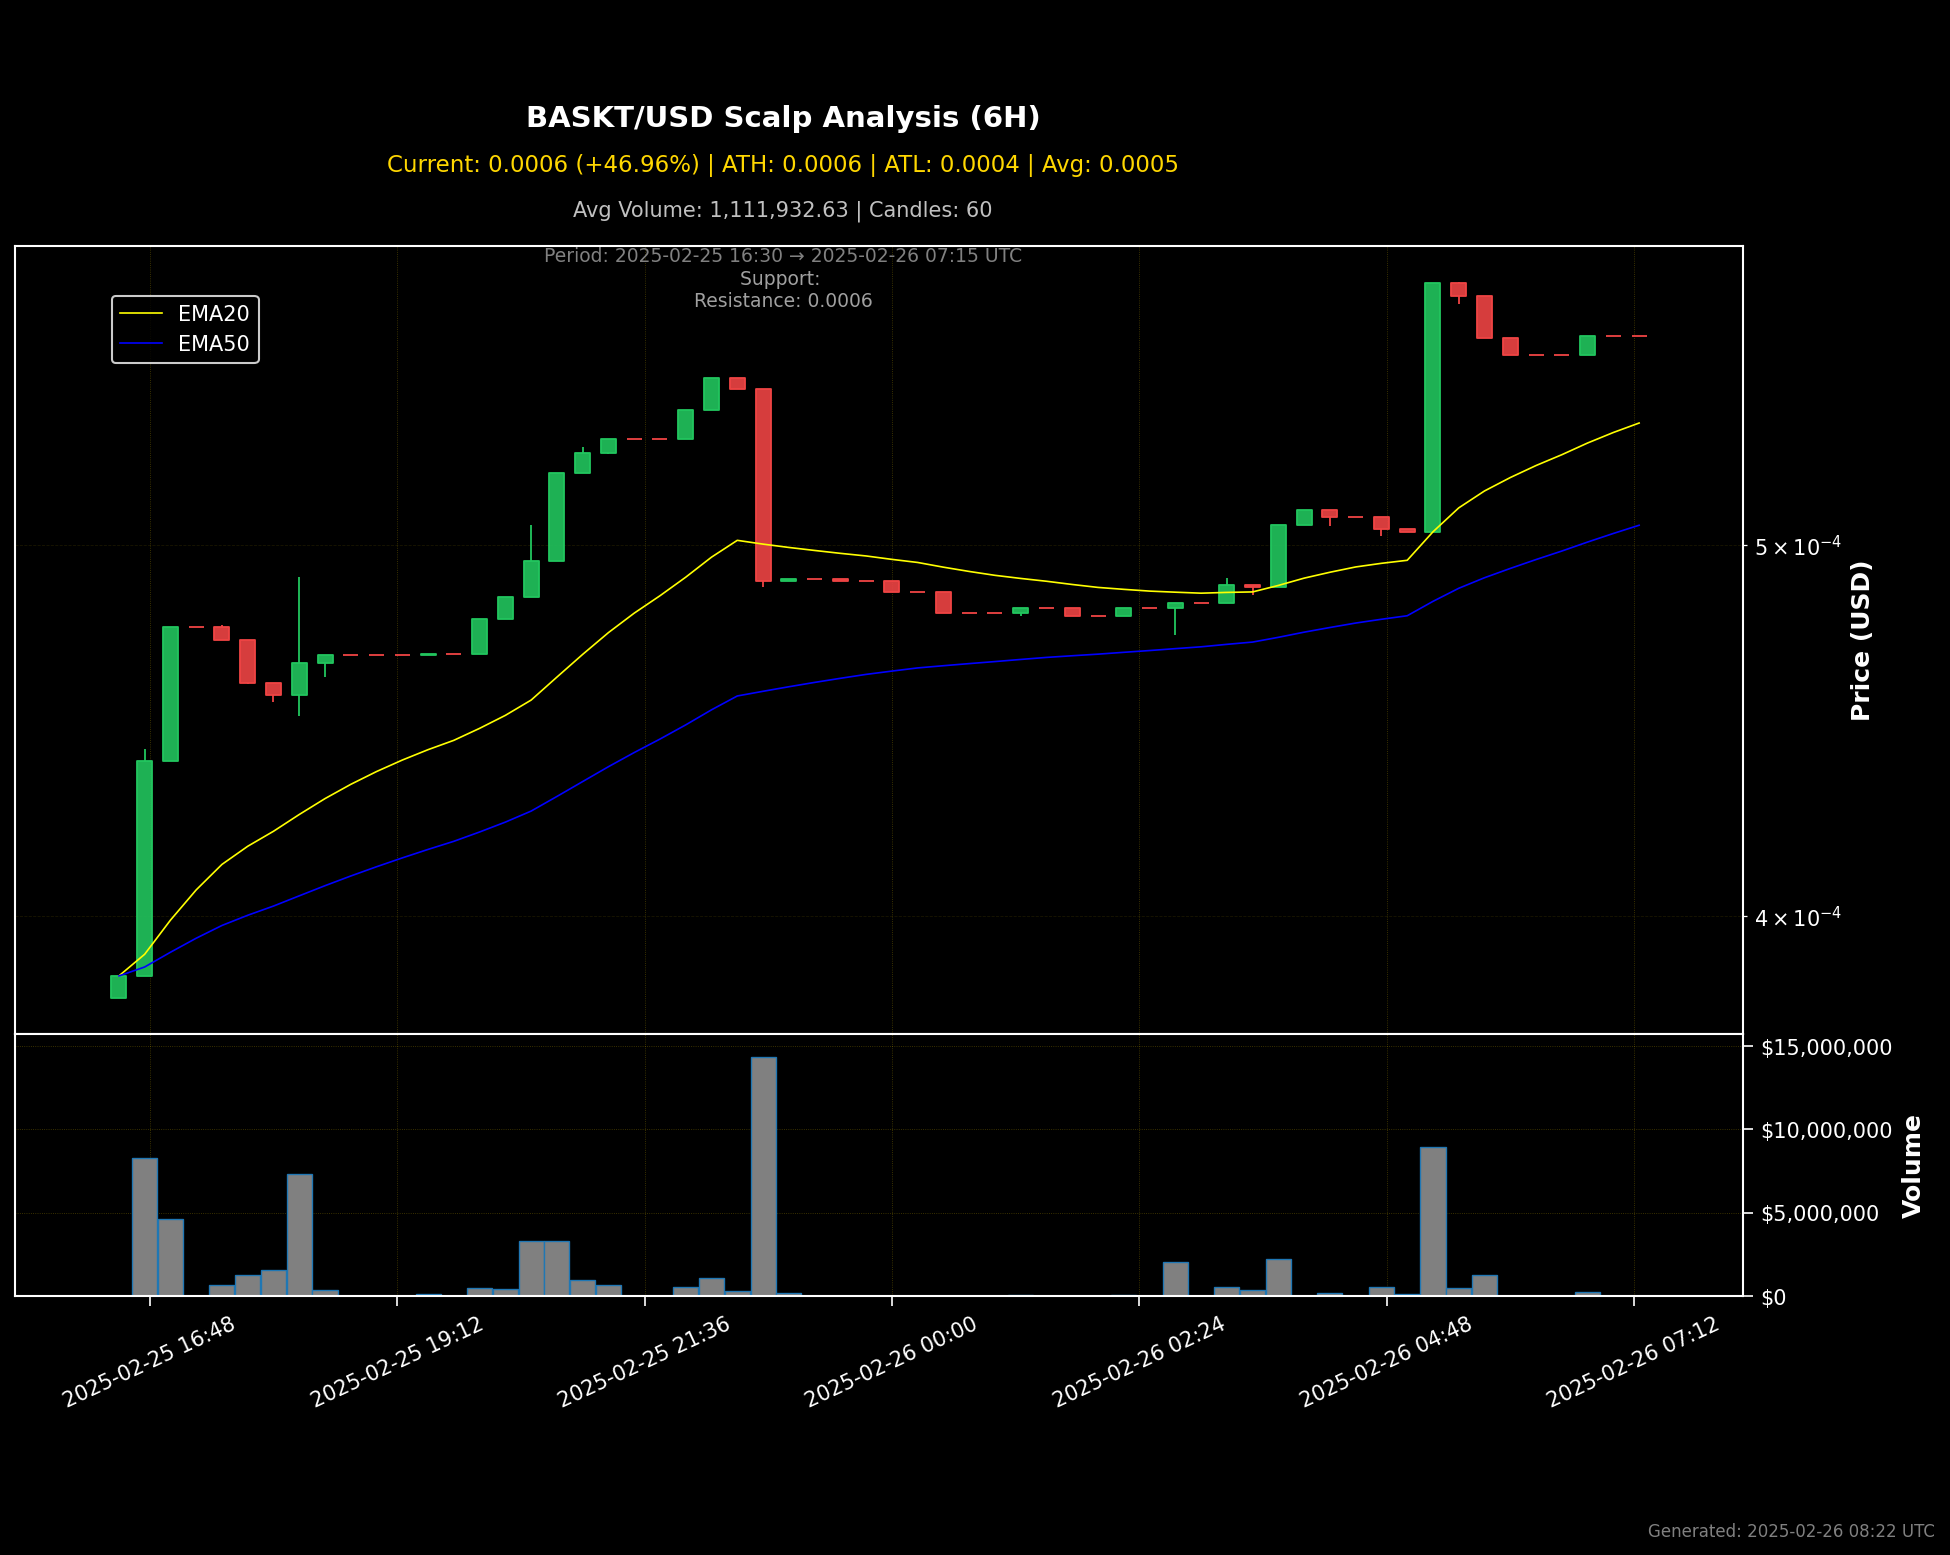 BASKT/USD Scalp Analysis (6H)
Current: 0.0006 (+46.96%) | ATH: 0.0006 | ATL: 0.0004 | Avg: 0.0005
Avg Volume: 1,111,932.63 | Candles: 60
Period: 2025-02-25 16:30 → 2025-02-26 07:15 UTC
Support:
Resistance: 0.0006
EMA20
EMA50
5 × 10⁻⁴
4 × 10⁻⁴
Price (USD)
$15,000,000
$10,000,000
$5,000,000
$0
Volume
2025-02-25 16:48
2025-02-25 19:12
2025-02-25 21:36
2025-02-26 00:00
2025-02-26 02:24
2025-02-26 04:48
2025-02-26 07:12
Generated: 2025-02-26 08:22 UTC